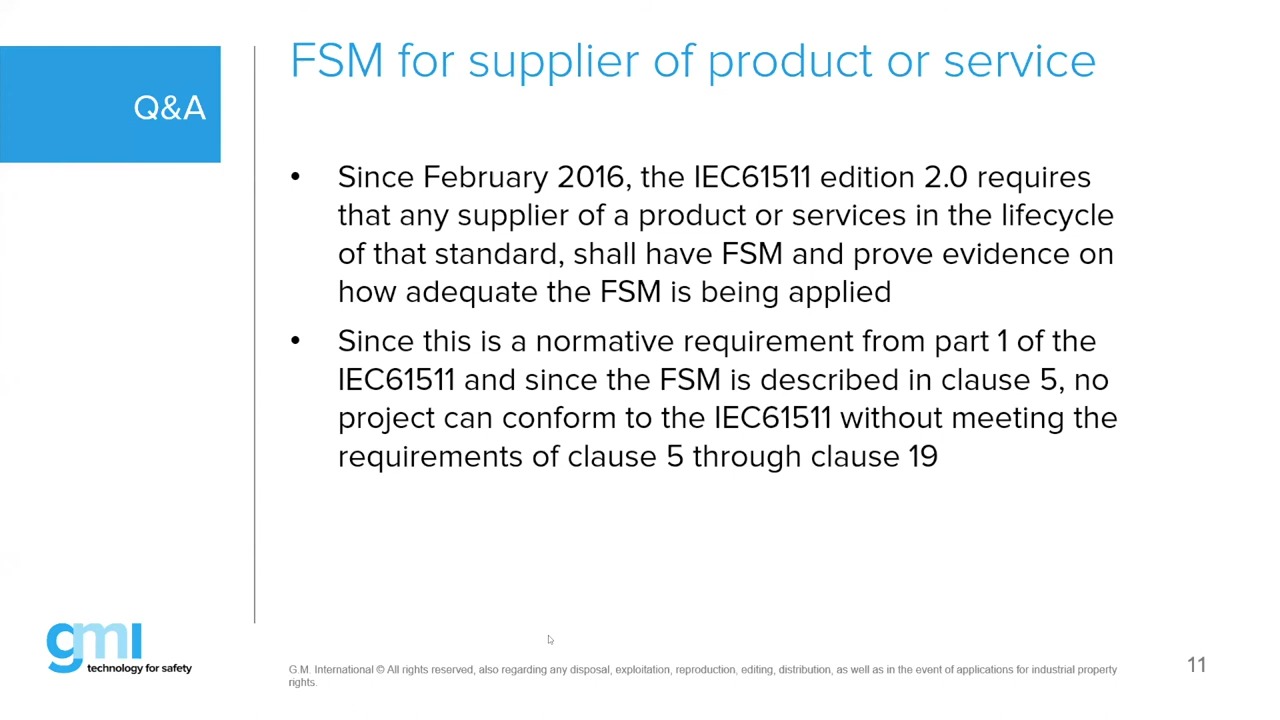 FSM for supplier of product or service
Q&A
• Since February 2016, the IEC61511 edition 2.0 requires
that any supplier of a product or services in the lifecycle
of that standard, shall have FSM and prove evidence on
how adequate the FSM is being applied
• Since this is a normative requirement from part 1 of the
IEC61511 and since the FSM is described in clause 5, no
project can conform to the IEC61511 without meeting the
requirements of clause 5 through clause 19
gmi
technology for safety
G.M. International © All rights reserved, also regarding any disposal, exploitation, reproduction, editing, distribution, as well as in the event of applications for industrial property
rights.
11